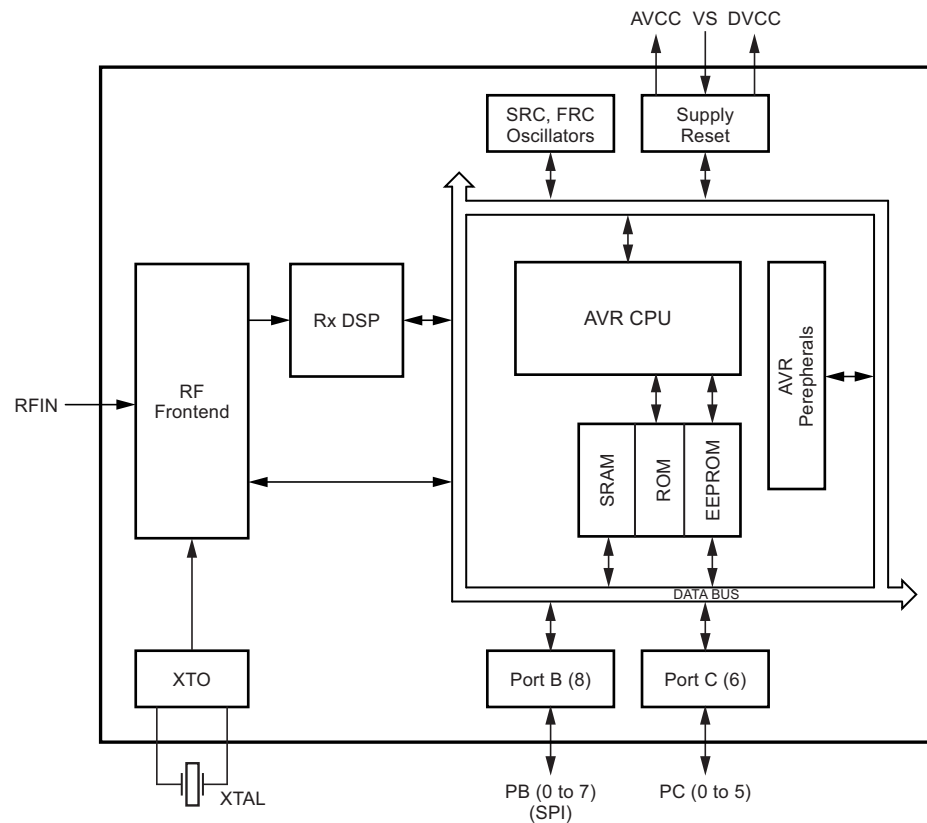 AVCC VS DVCC
SRC, FRC
Oscillators
Supply
Reset
Rx DSP
AVR CPU
AVR
Perepherals
RF
Frontend
RFIN
SRAM
ROM
EEPROM
DATA BUS
XTO
Port B (8)
Port C (6)
XTAL
PB (0 to 7)
(SPI)
PC (0 to 5)